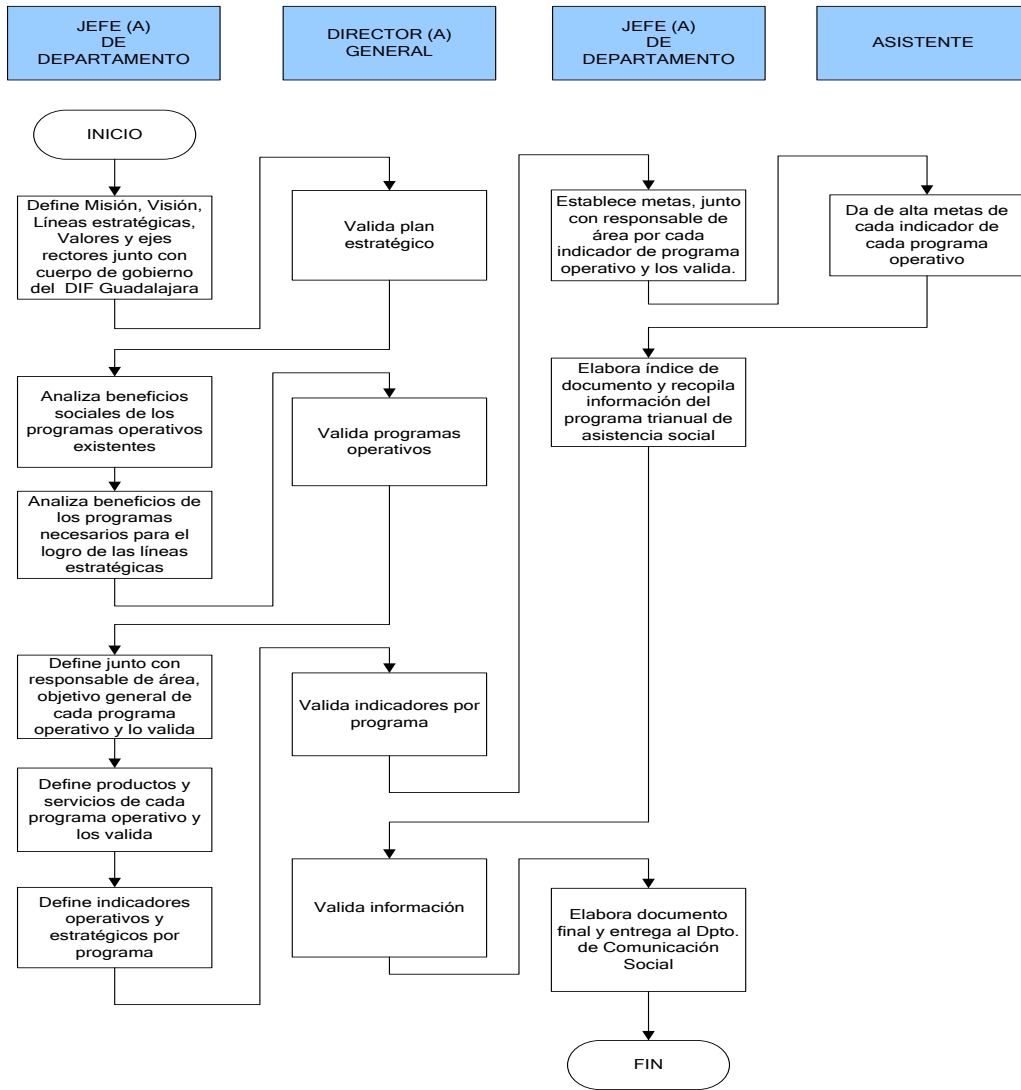 JEFE (A)
DE
DEPARTAMENTO
DIRECTOR (A)
GENERAL
JEFE (A)
DE
DEPARTAMENTO
ASISTENTE
INICIO
Define Misión, Visión,
Líneas estratégicas,
Valores y ejes
rectores junto con
cuerpo de gobierno
del DIF Guadalajara
Valida plan
estratégico
Establece metas, junto
con responsable de
área por cada
indicador de programa
operativo y los valida.
Da de alta metas de
cada indicador de
cada programa
operativo
Analiza beneficios
sociales de los
programas operativos
existentes
Valida programas
operativos
Elabora índice de
documento y recopila
información del
programa trianual de
asistencia social
Analiza beneficios de
los programas
necesarios para el
logro de las líneas
estratégicas
Define junto con
responsable de área,
objetivo general de
cada programa
operativo y lo valida
Valida indicadores por
programa
Define productos y
servicios de cada
programa operativo y
los valida
Define indicadores
operativos y
estratégicos por
programa
Valida información
Elabora documento
final y entrega al Dpto.
de Comunicación
Social
FIN